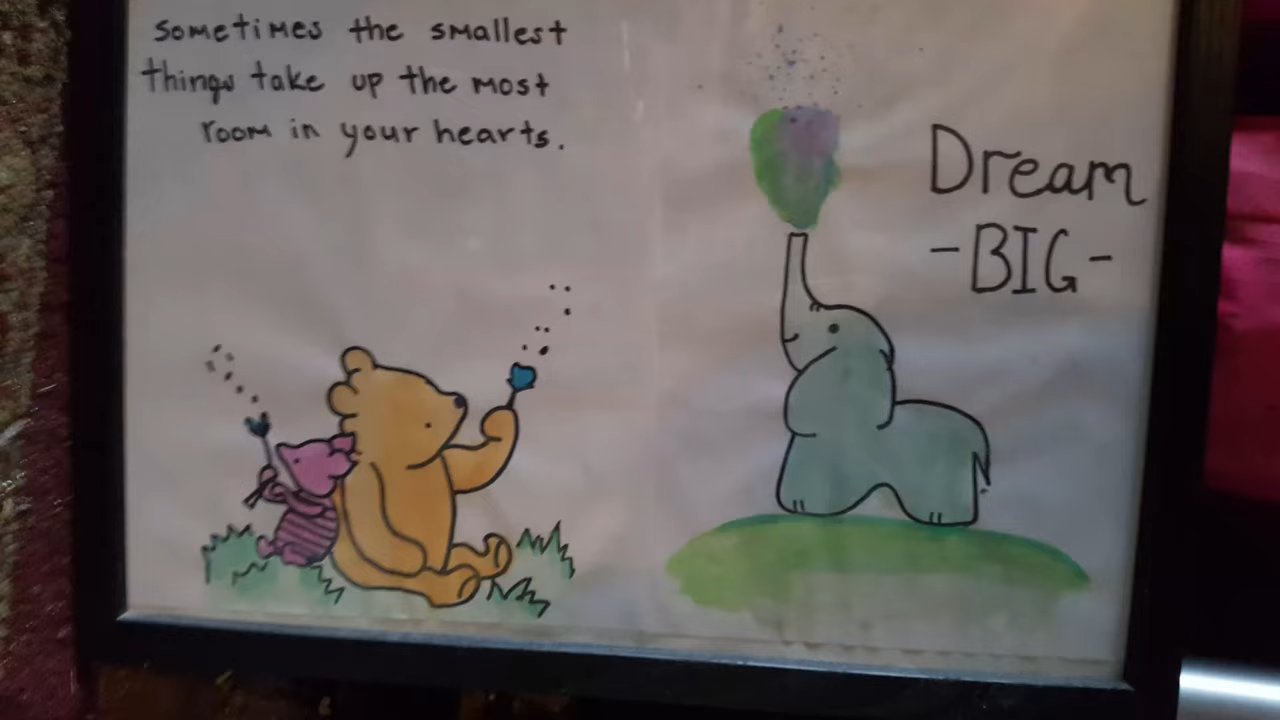 sometimes the smallest
things take up the most
room in your hearts.
Dream
-BIG-